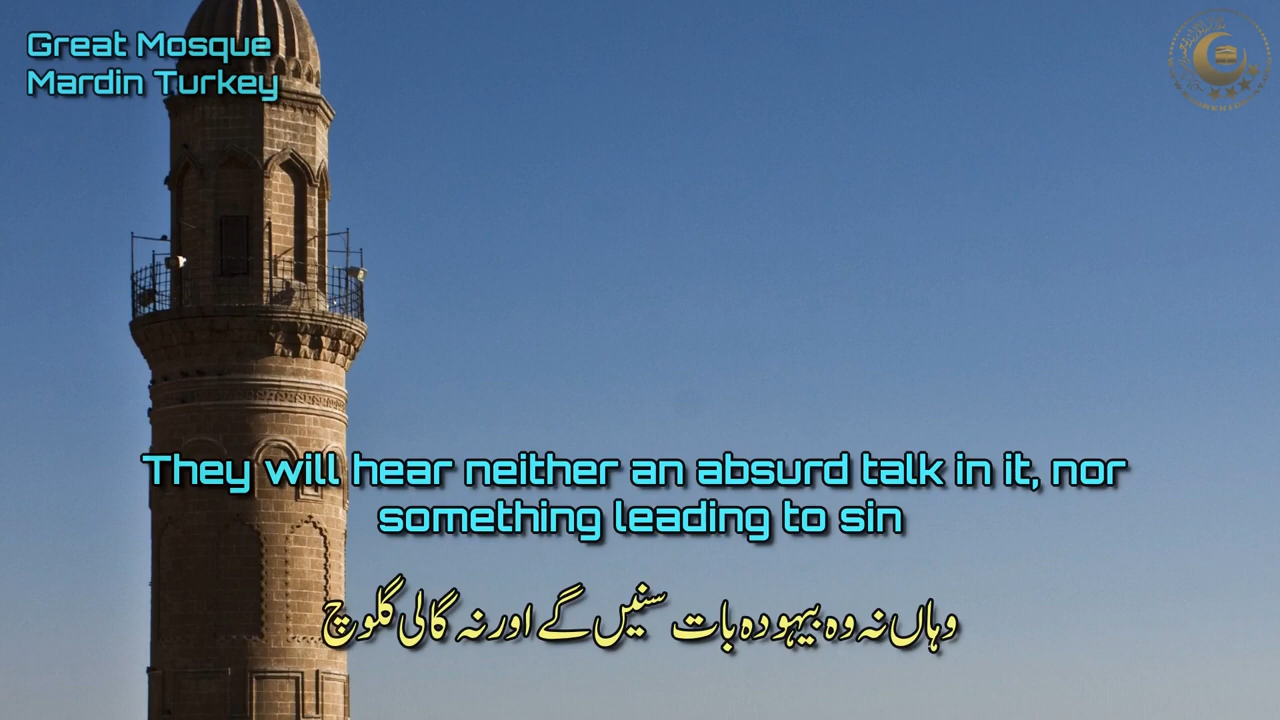 Great Mosque
Mardin Turkey
They will hear neither an absurd talk in it, nor
something leading to sin
وہاں نہ وہ بیہودہ بات سنیں گے اور نہ گالی گلوچ